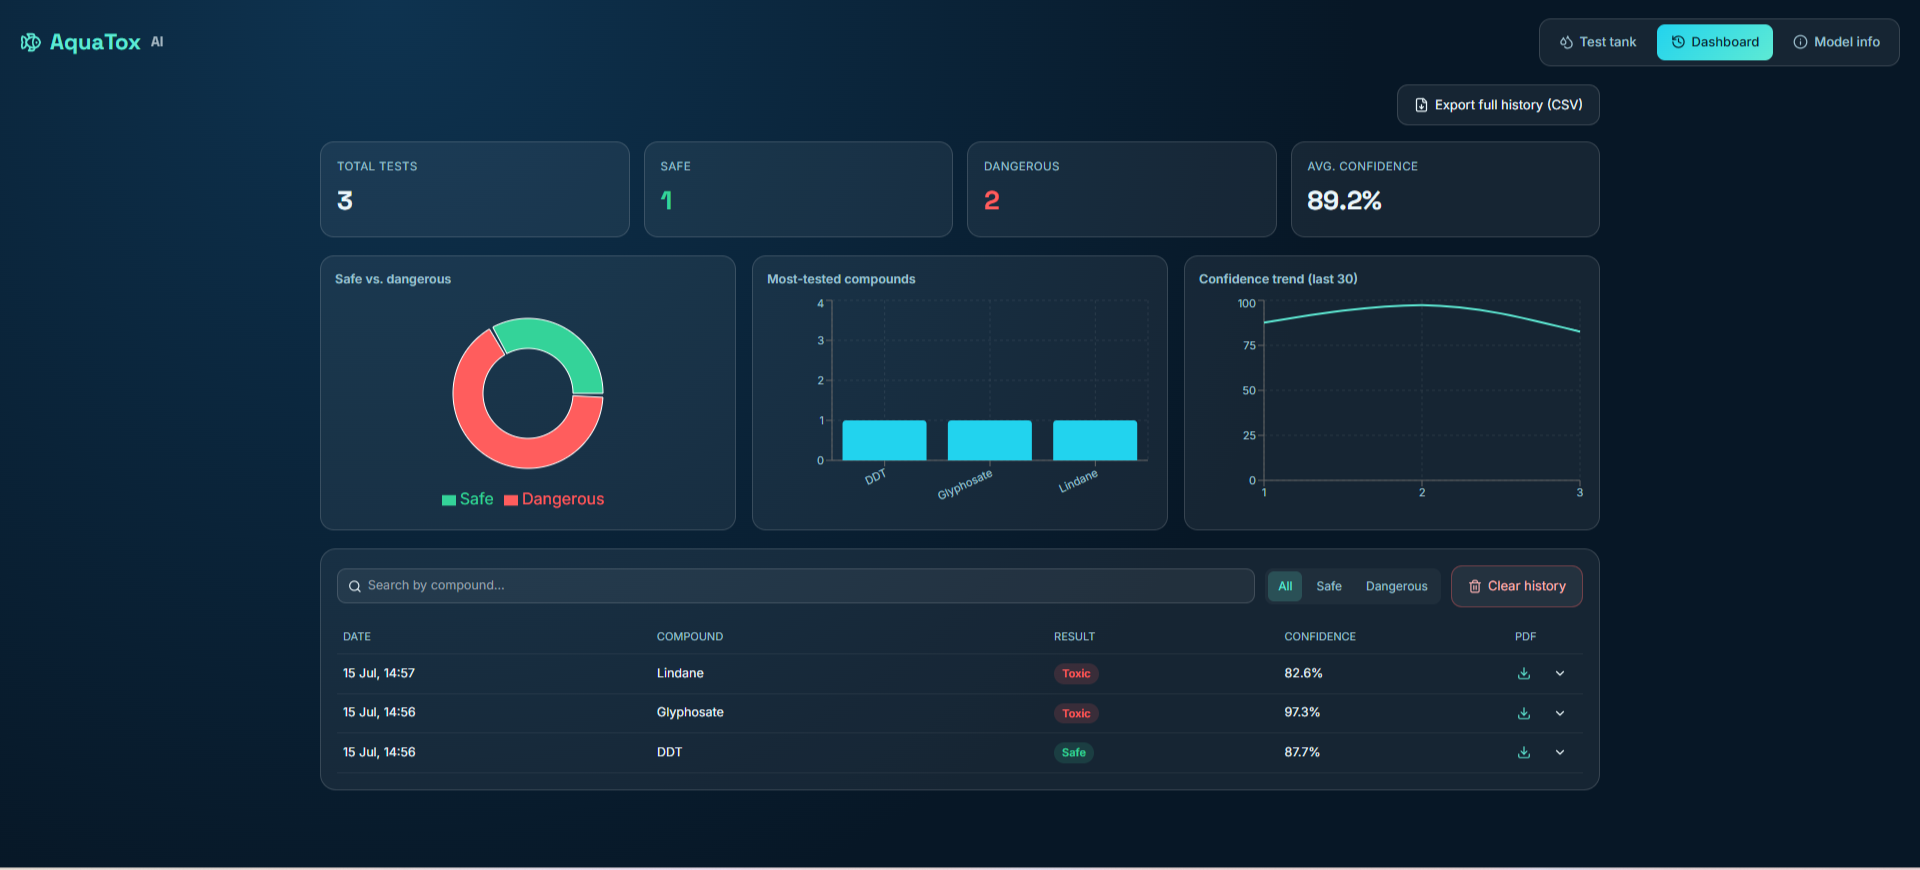 AquaTox AI
Test tank Dashboard Model info
Export full history (CSV)
TOTAL TESTS
3
SAFE
1
DANGEROUS
2
AVG. CONFIDENCE
89.2%
Safe vs. dangerous
Safe Dangerous
Most-tested compounds
4
3
2
1
0
DDT Glyphosate Lindane
Confidence trend (last 30)
100
75
50
25
0
1 2 3
Search by compound...
All Safe Dangerous
Clear history
DATE COMPOUND RESULT CONFIDENCE PDF
15 Jul, 14:57 Lindane Toxic 82.6%
15 Jul, 14:56 Glyphosate Toxic 97.3%
15 Jul, 14:56 DDT Safe 87.7%